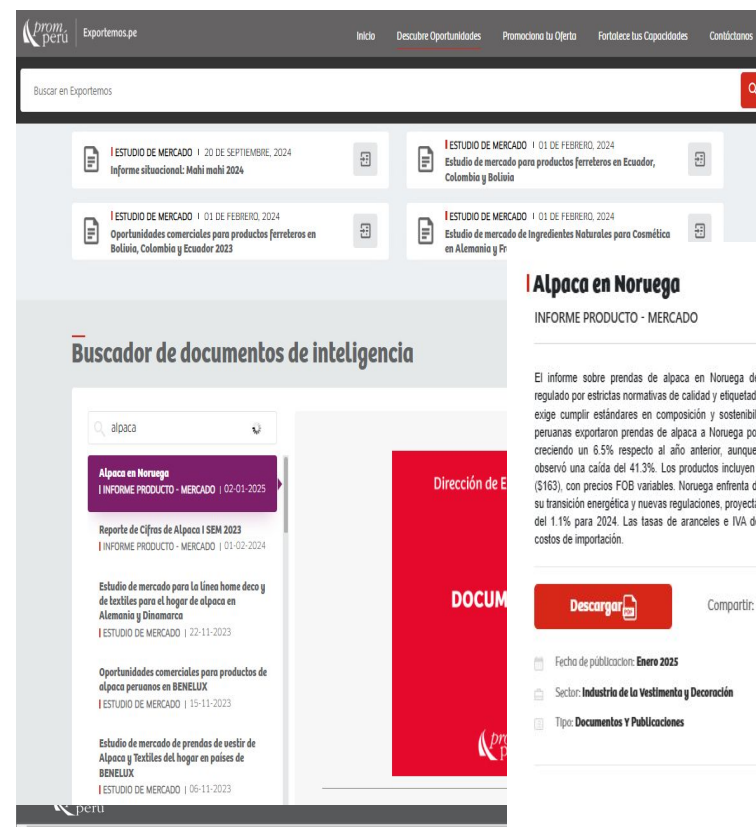 prom.
perú
Exportemos.pe
Inicio
Descubre Oportunidades
Promociona tu Oferta
Fortalece tus Capacidades
Contáctanos
Buscar en Exportemos
ESTUDIO DE MERCADO | 20 DE SEPTIEMBRE, 2024
Informe situacional: Mahi mahi 2024
ESTUDIO DE MERCADO | 01 DE FEBRERO, 2024
Estudio de mercado para productos ferreteros en Ecuador,
Colombia y Bolivia
ESTUDIO DE MERCADO | 01 DE FEBRERO, 2024
Oportunidades comerciales para productos ferreteros en
Bolivia, Colombia y Ecuador 2023
ESTUDIO DE MERCADO | 01 DE FEBRERO, 2024
Estudio de mercado de Ingredientes Naturales para Cosmética
en Alemania y Fr
Buscador de documentos de inteligencia
alpaca
Alpaca en Noruega
INFORME PRODUCTO - MERCADO | 02-01-2025
Reporte de Cifras de Alpaca I SEM 2023
INFORME PRODUCTO - MERCADO | 01-02-2024
Estudio de mercado para la línea home deco y
de textiles para el hogar de alpaca en
Alemania y Dinamarca
ESTUDIO DE MERCADO | 22-11-2023
Oportunidades comerciales para productos de
alpaca peruanos en BENELUX
ESTUDIO DE MERCADO | 15-11-2023
Estudio de mercado de prendas de vestir de
Alpaca y Textiles del hogar en países de
BENELUX
ESTUDIO DE MERCADO | 06-11-2023
perú
Dirección de E
DOCUM
pro
p
Alpaca en Noruega
INFORME PRODUCTO - MERCADO
El informe sobre prendas de alpaca en Noruega de
regulado por estrictas normativas de calidad y etiquetad
exige cumplir estándares en composición y sostenibil
peruanas exportaron prendas de alpaca a Noruega po
creciendo un 6.5% respecto al año anterior, aunque
observó una caída del 41.3%. Los productos incluyen
($163), con precios FOB variables. Noruega enfrenta d
su transición energética y nuevas regulaciones, proyecta
del 1.1% para 2024. Las tasas de aranceles e IVA de
costos de importación.
Descargar
Compartir:
Fecha de públicacion: Enero 2025
Sector: Industria de la Vestimenta y Decoración
Tipo: Documentos Y Publicaciones